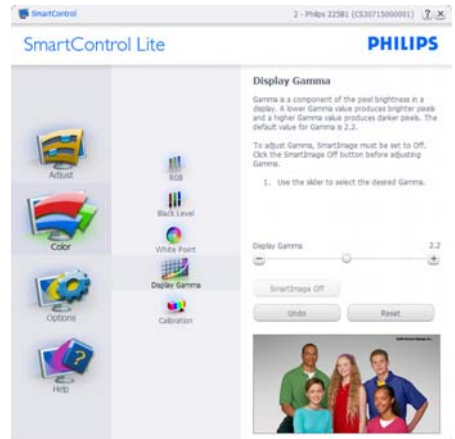 SmartControl
2 - Philips 225B1 (CS30715000001)
? X
SmartControl Lite
PHILIPS
Adjust
Color
Options
Help
RGB
Black Level
White Point
Display Gamma
Calibration
Display Gamma
Gamma is a component of the pixel brightness in a
display. A lower Gamma value produces brighter pixels
and a higher Gamma value produces darker pixels. The
default value for Gamma is 2.2.
To adjust Gamma, SmartImage must be set to Off.
Click the SmartImage Off button before adjusting
Gamma.
1. Use the slider to select the desired Gamma.
Display Gamma 2.2
SmartImage Off
Undo Reset